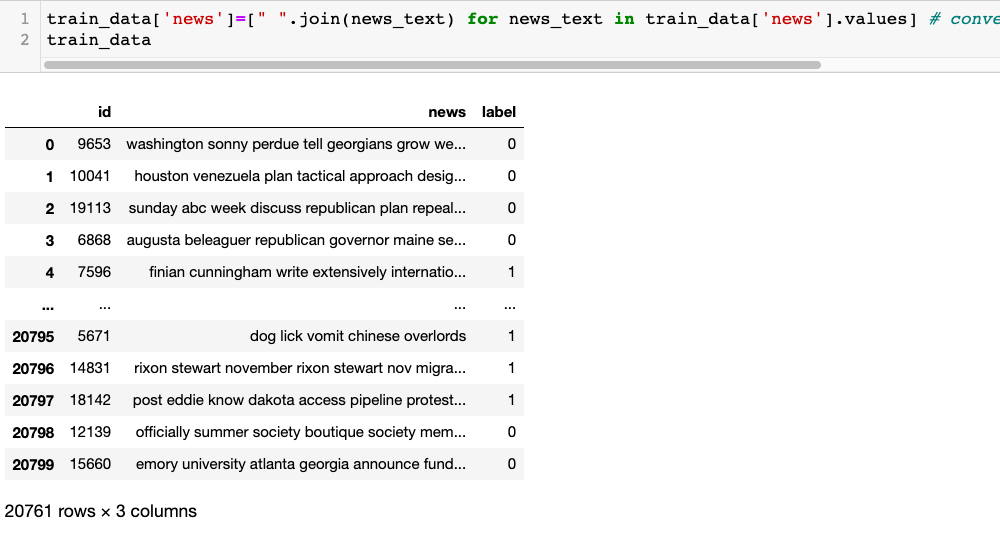 1 train_data['news']=[" ".join(news_text) for news_text in train_data['news'].values] # conve
2 train_data
id news label
0 9653 washington sonny perdue tell georgians grow we... 0
1 10041 houston venezuela plan tactical approach desig... 0
2 19113 sunday abc week discuss republican plan repeal... 0
3 6868 augusta beleaguer republican governor maine se... 0
4 7596 finian cunningham write extensively internatio... 1
... ... ... ...
20795 5671 dog lick vomit chinese overlords 1
20796 14831 rixon stewart november rixon stewart nov migra... 1
20797 18142 post eddie know dakota access pipeline protest... 1
20798 12139 officially summer society boutique society mem... 0
20799 15660 emory university atlanta georgia announce fund... 0
20761 rows × 3 columns